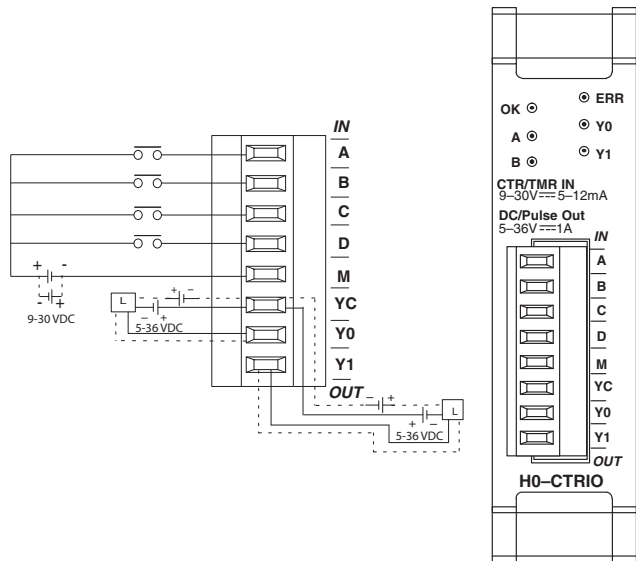 IN
A
B
C
D
M
YC
Y0
Y1
OUT
+ -
+
9-30 VDC
L
+ -
- +
5-36 VDC
- +
L
+ -
5-36 VDC
OK
A
B
ERR
Y0
Y1
CTR/TMR IN
9–30V⎓5–12mA
DC/Pulse Out
5–36V⎓1A
IN
A
B
C
D
M
YC
Y0
Y1
OUT
H0–CTRIO